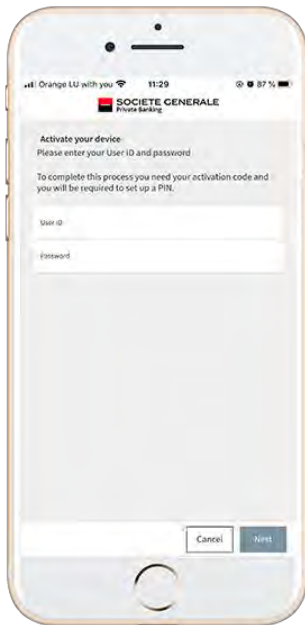 Orange LU with you 11:29 87 %
SOCIETE GENERALE
Private Banking
Activate your device
Please enter your User ID and password
To complete this process you need your activation code and
you will be required to set up a PIN.
User ID
Password
Cancel Next